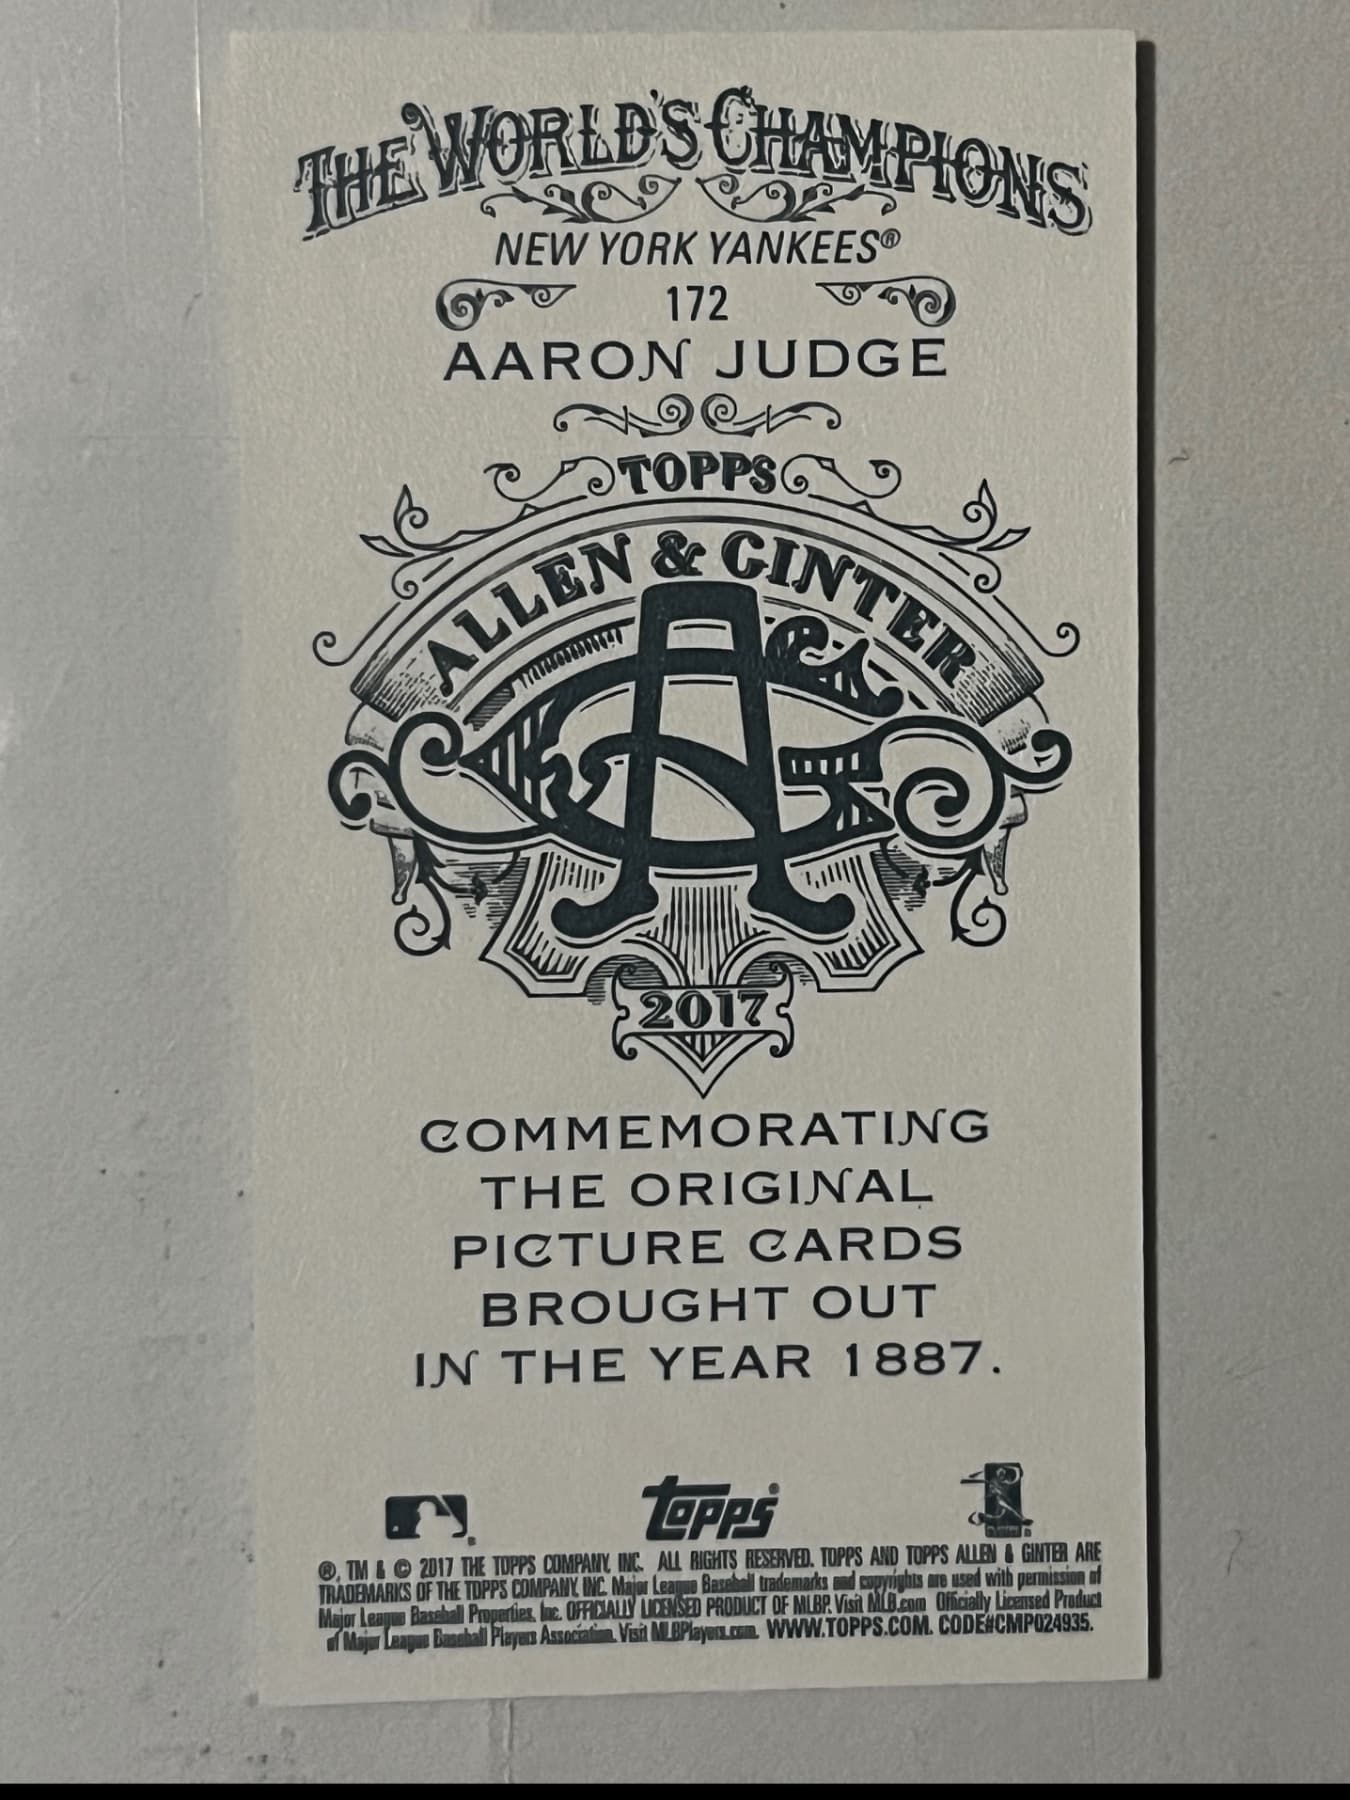 THE WORLD'S CHAMPIONS
NEW YORK YANKEES®
172
AARON JUDGE
TOPPS
ALLEN & GINTER
2017
COMMEMORATING
THE ORIGINAL
PICTURE CARDS
BROUGHT OUT
IN THE YEAR 1887.
topps®
®, TM & © 2017 THE TOPPS COMPANY, INC. ALL RIGHTS RESERVED. TOPPS AND TOPPS ALLEN & GINTER ARE
TRADEMARKS OF THE TOPPS COMPANY, INC. Major League Baseball trademarks and copyrights are used with permission of
Major League Baseball Properties, Inc. OFFICIALLY LICENSED PRODUCT OF MLBP. Visit MLB.com Officially Licensed Product
of Major League Baseball Players Association. Visit MLBPlayers.com. WWW.TOPPS.COM. CODE#CMP024935.